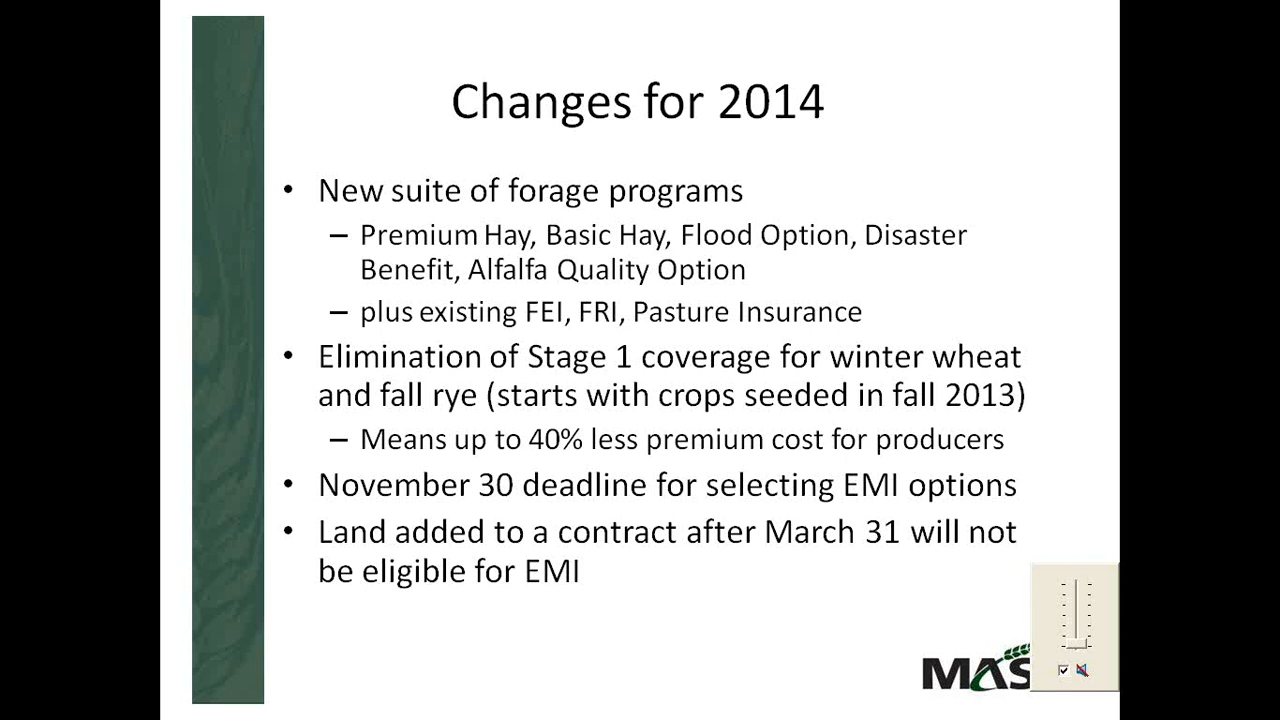 Changes for 2014
• New suite of forage programs
– Premium Hay, Basic Hay, Flood Option, Disaster
Benefit, Alfalfa Quality Option
– plus existing FEI, FRI, Pasture Insurance
• Elimination of Stage 1 coverage for winter wheat
and fall rye (starts with crops seeded in fall 2013)
– Means up to 40% less premium cost for producers
• November 30 deadline for selecting EMI options
• Land added to a contract after March 31 will not
be eligible for EMI
MAS